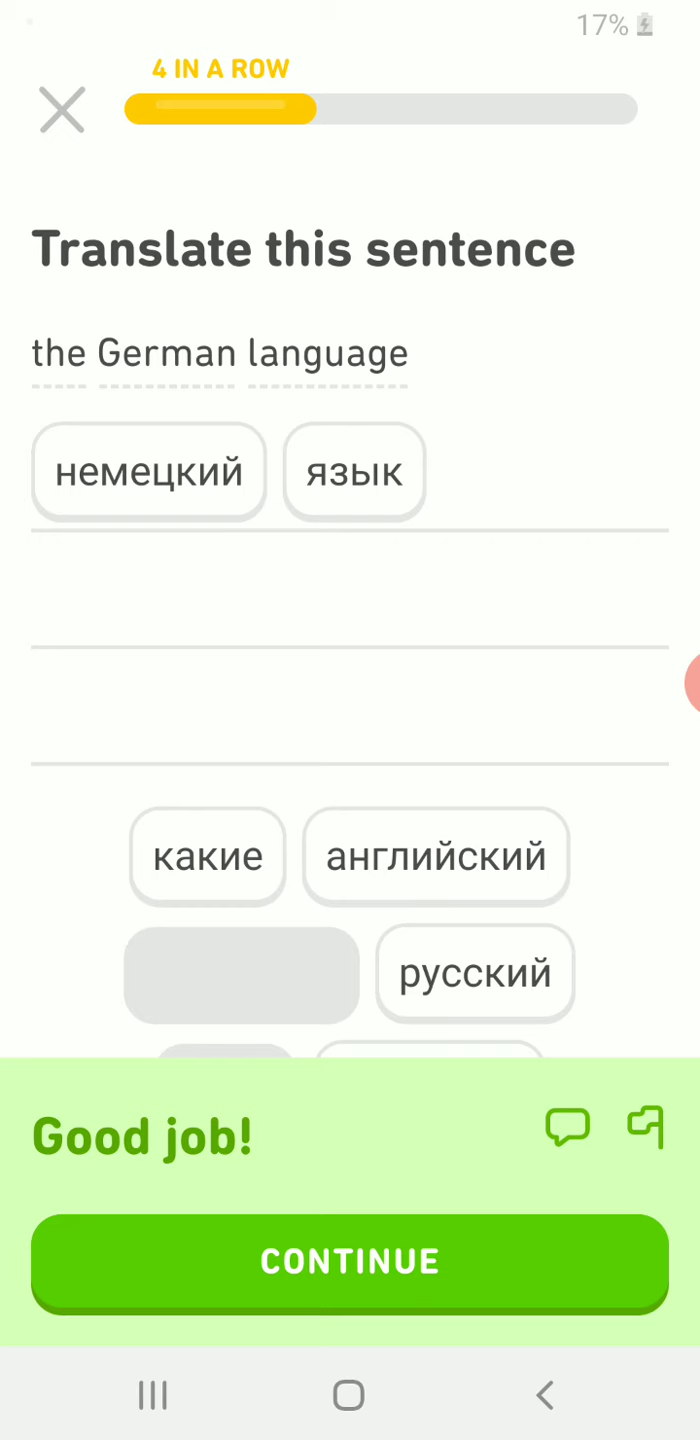 17%
4 IN A ROW
Translate this sentence
the German language
немецкий язык
какие английский
русский
Good job!
CONTINUE